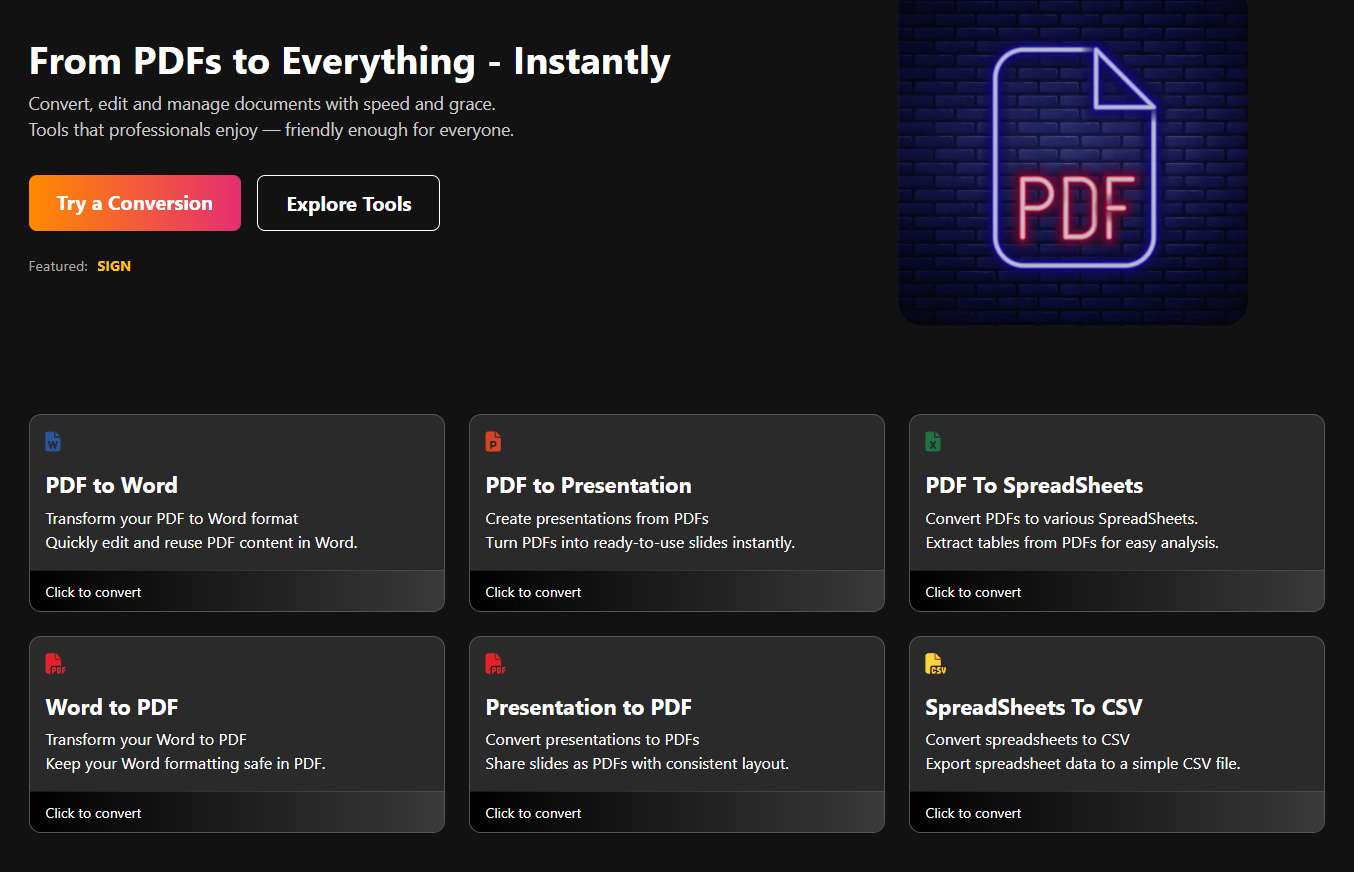 From PDFs to Everything - Instantly
Convert, edit and manage documents with speed and grace.
Tools that professionals enjoy — friendly enough for everyone.
Try a Conversion
Explore Tools
Featured: SIGN
PDF
W
PDF to Word
Transform your PDF to Word format
Quickly edit and reuse PDF content in Word.
Click to convert
P
PDF to Presentation
Create presentations from PDFs
Turn PDFs into ready-to-use slides instantly.
Click to convert
X
PDF To SpreadSheets
Convert PDFs to various SpreadSheets.
Extract tables from PDFs for easy analysis.
Click to convert
PDF
Word to PDF
Transform your Word to PDF
Keep your Word formatting safe in PDF.
Click to convert
PDF
Presentation to PDF
Convert presentations to PDFs
Share slides as PDFs with consistent layout.
Click to convert
CSV
SpreadSheets To CSV
Convert spreadsheets to CSV
Export spreadsheet data to a simple CSV file.
Click to convert